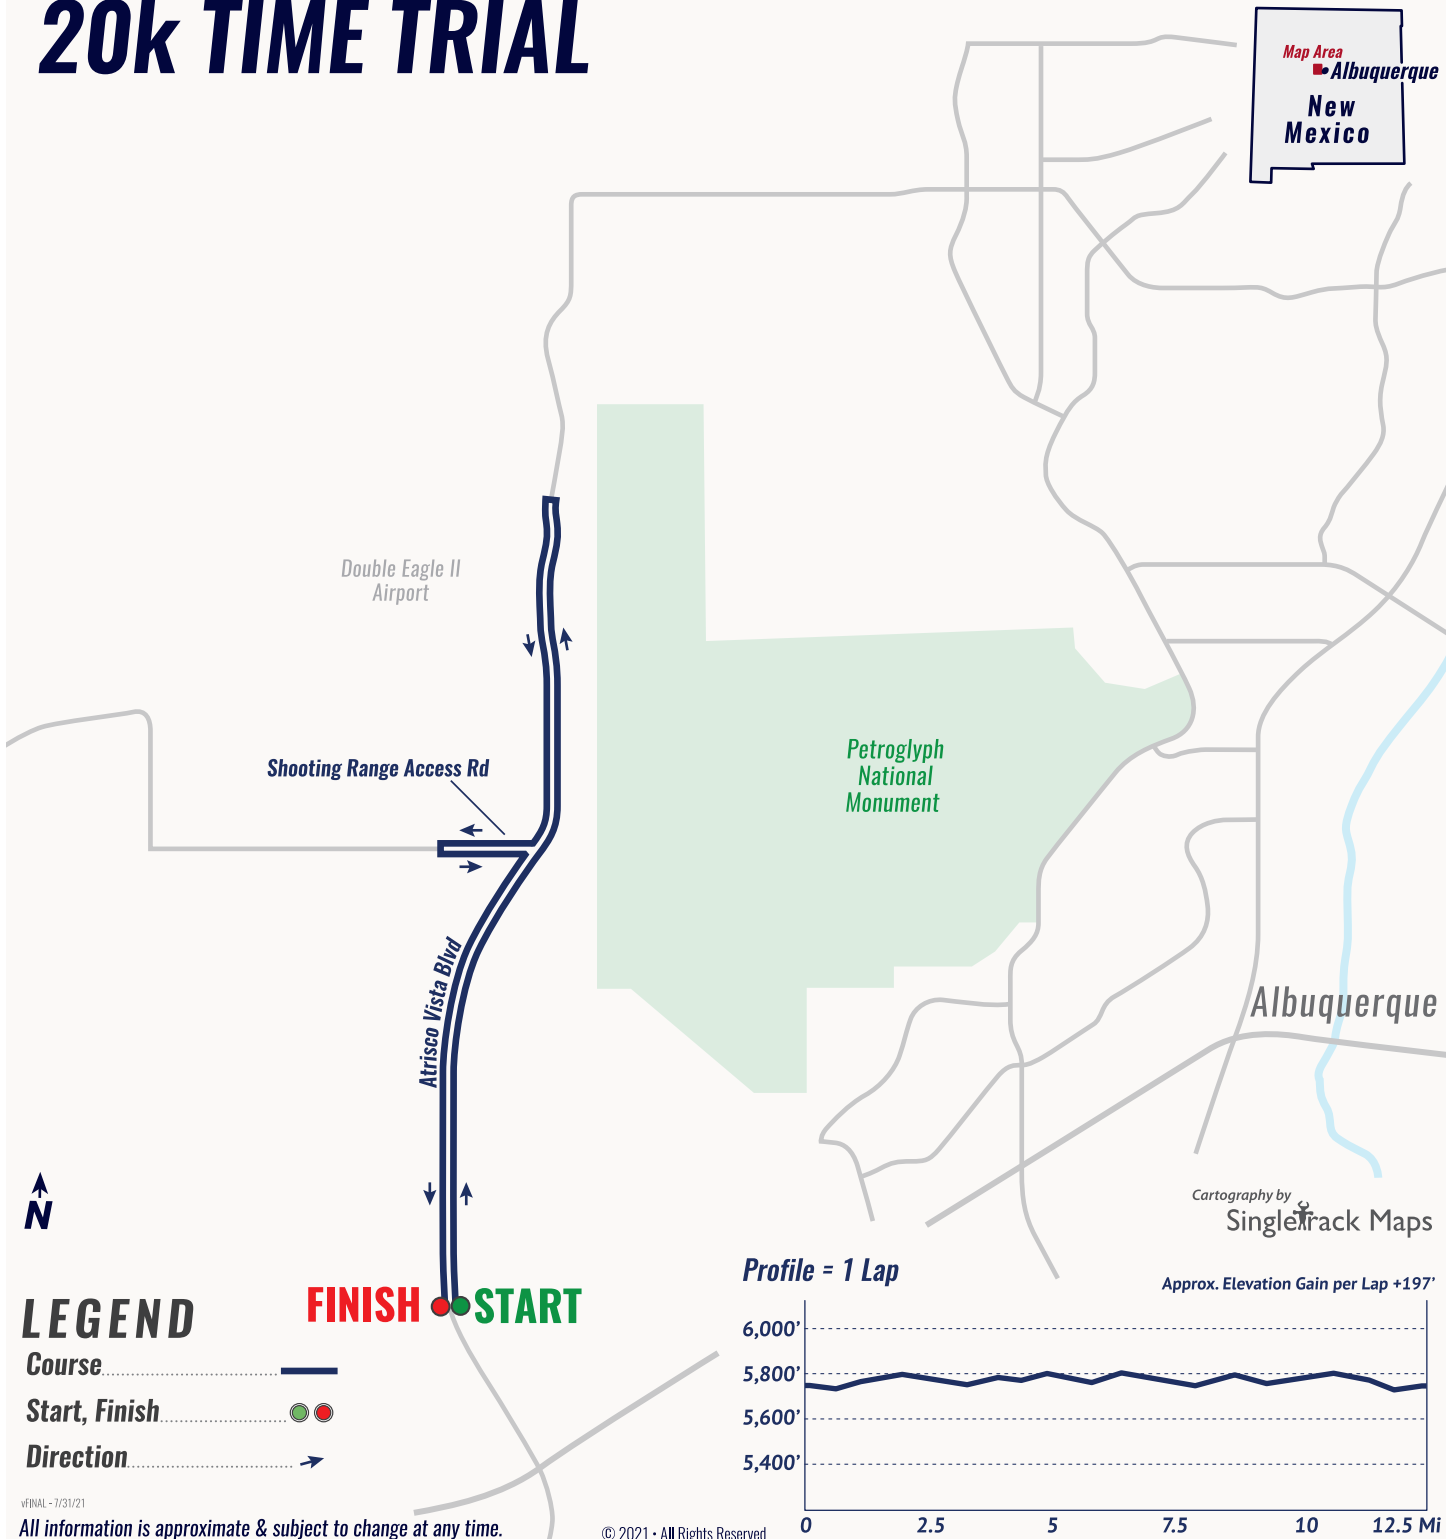 20k TIME TRIAL
Map Area
Albuquerque
New
Mexico
Double Eagle II
Airport
Shooting Range Access Rd
Petroglyph
National
Monument
Atrisco Vista Blvd
Albuquerque
N
Cartography by
SingleTrack Maps
FINISH
START
LEGEND
Course
Start, Finish
Direction
vFINAL - 7/31/21
All information is approximate & subject to change at any time.
© 2021 • All Rights Reserved
Profile = 1 Lap
Approx. Elevation Gain per Lap +197’
6,000’
5,800’
5,600’
5,400’
0 2.5 5 7.5 10 12.5 Mi